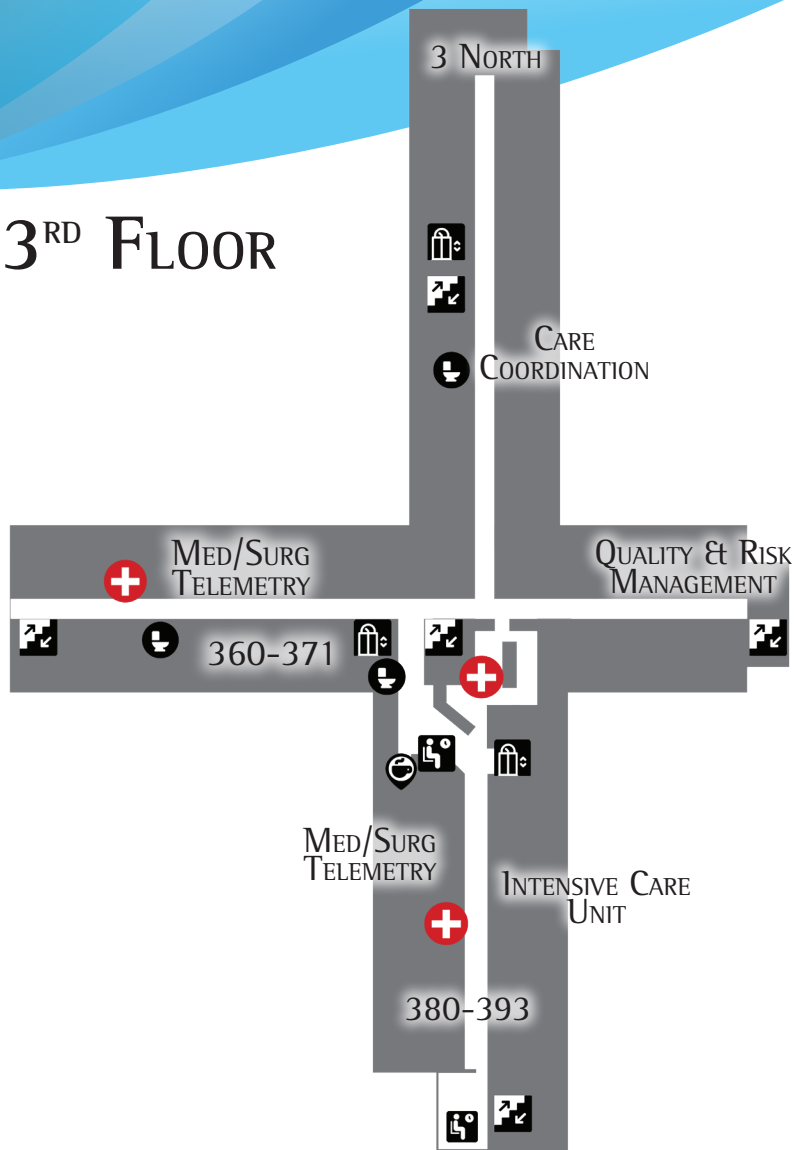 3 North
3RD Floor
Care
Coordination
Med/Surg
Telemetry
Quality & Risk
Management
360-371
Med/Surg
Telemetry
Intensive Care
Unit
380-393